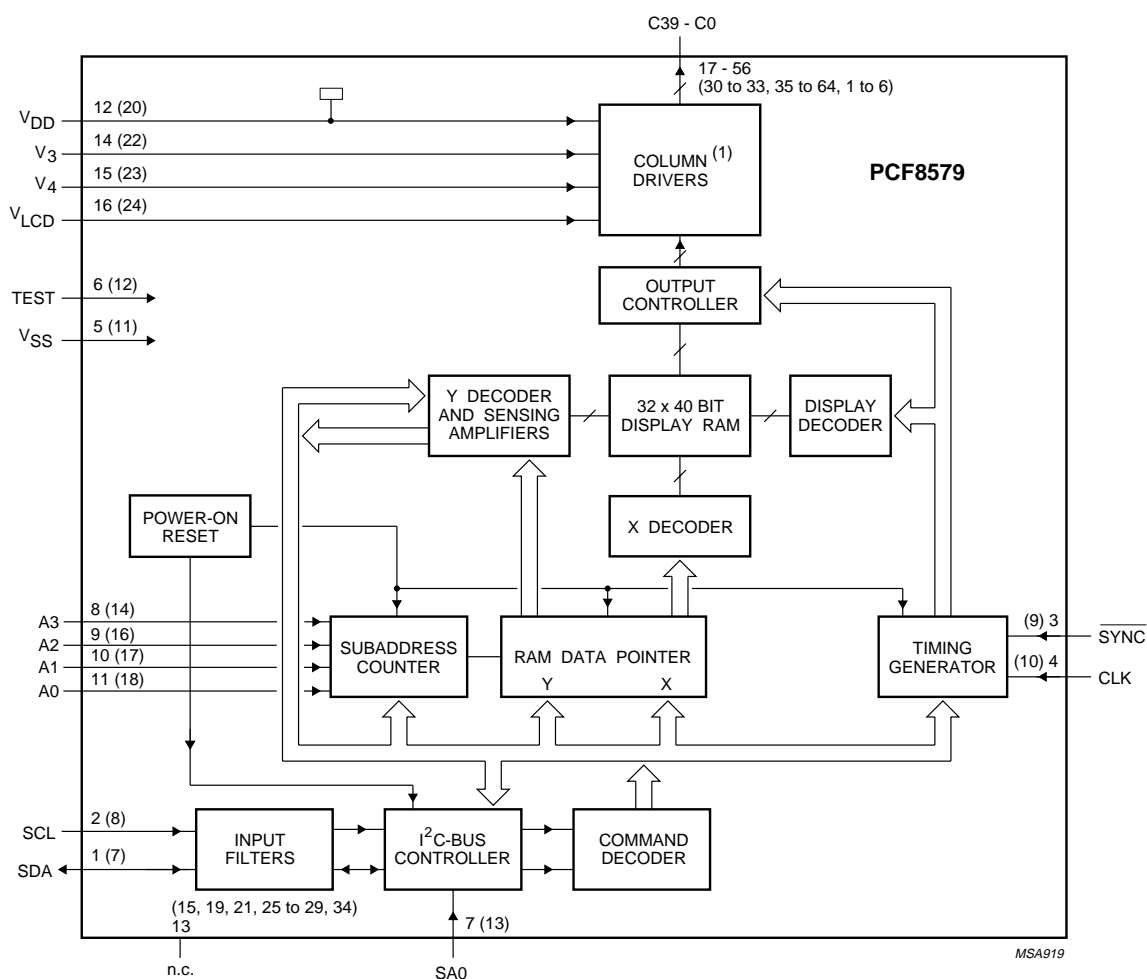 C39 - C0
17 - 56
(30 to 33, 35 to 64, 1 to 6)
VDD
12 (20)
V3
14 (22)
V4
15 (23)
VLCD
16 (24)
COLUMN (1)
DRIVERS
PCF8579
TEST
6 (12)
VSS
5 (11)
OUTPUT
CONTROLLER
Y DECODER
AND SENSING
AMPLIFIERS
32 x 40 BIT
DISPLAY RAM
DISPLAY
DECODER
POWER-ON
RESET
X DECODER
A3
8 (14)
A2
9 (16)
A1
10 (17)
A0
11 (18)
SUBADDRESS
COUNTER
RAM DATA POINTER
Y X
TIMING
GENERATOR
(9) 3
SYNC
(10) 4
CLK
SCL
2 (8)
SDA
1 (7)
INPUT
FILTERS
I2C-BUS
CONTROLLER
COMMAND
DECODER
(15, 19, 21, 25 to 29, 34)
13
7 (13)
n.c.
SA0
MSA919